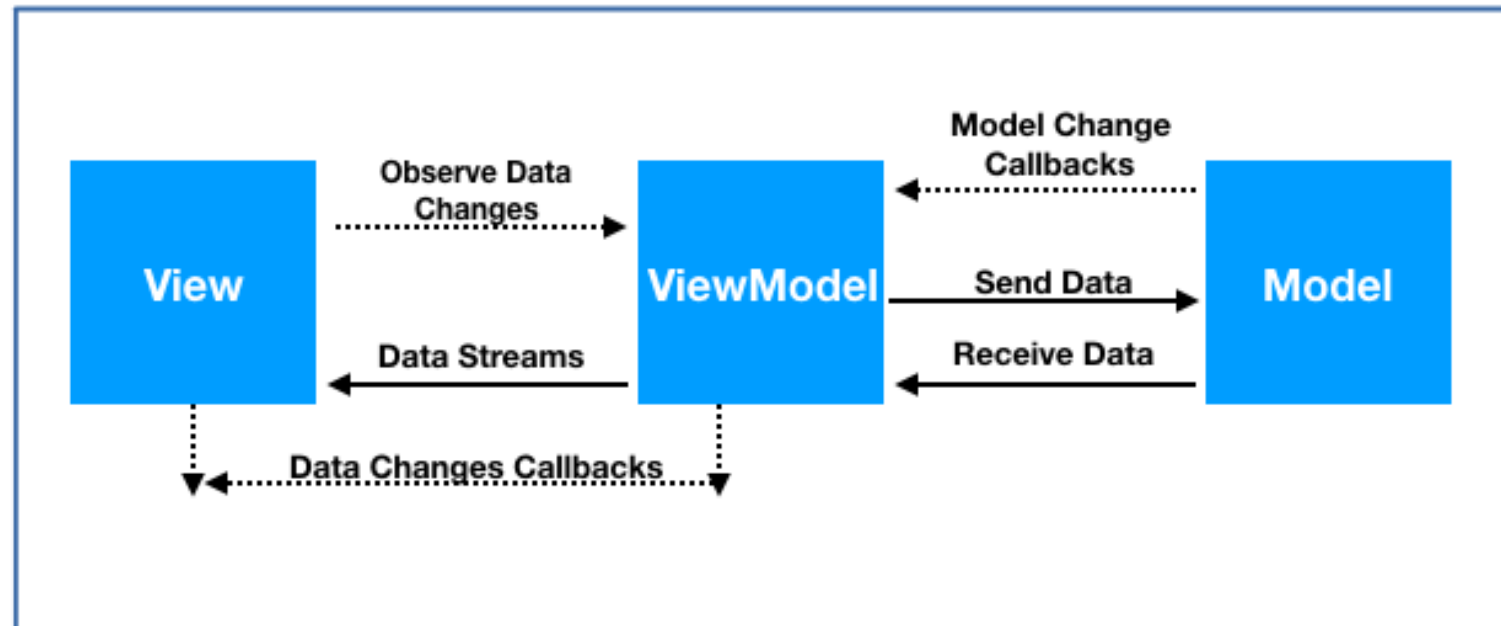 Model Change
Callbacks
Observe Data
Changes
View
ViewModel
Send Data
Model
Data Streams
Receive Data
Data Changes Callbacks